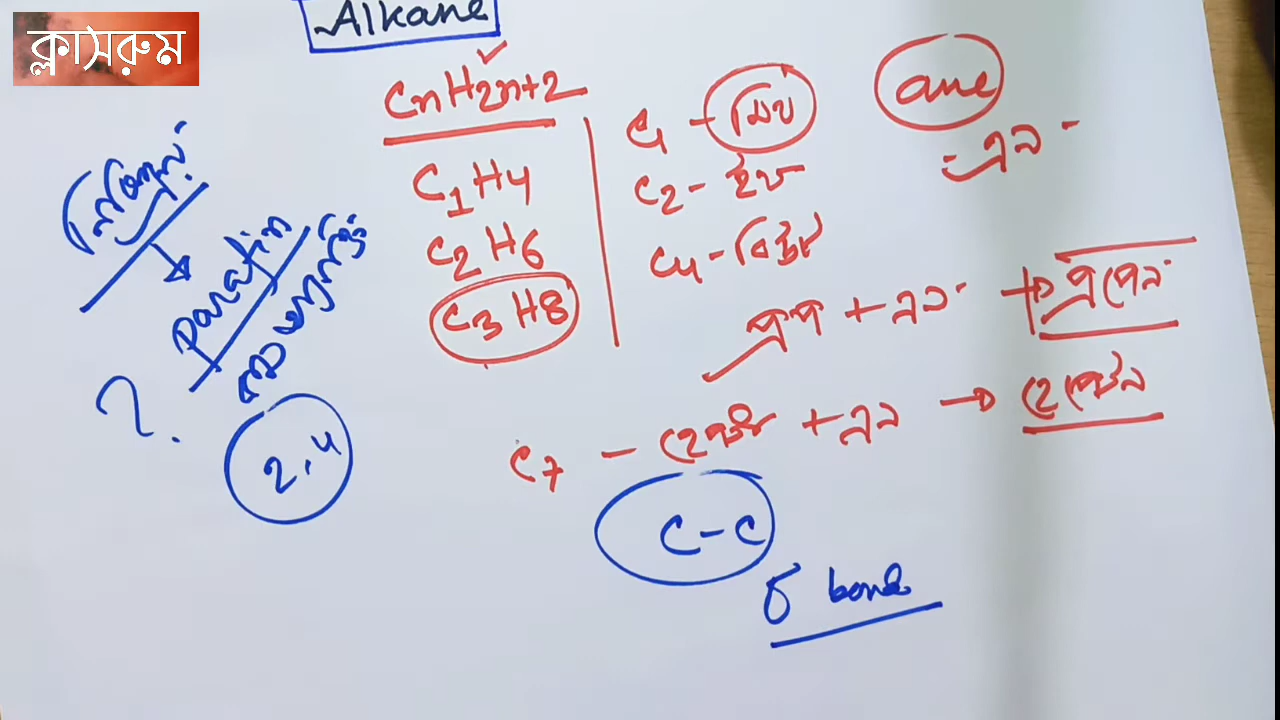 ক্লাসরুম
Alkane
CnH2n+2
C1H4
C2H6
C3H8
C1 - মিথ
C2 - ইথ
C4 - বিউট
ane
- এন -
প্রপ + এন → প্রপেন
C7 - হেপ্ট + এন → হেপ্টেন
C-C
σ bond
parafin
?
2.4